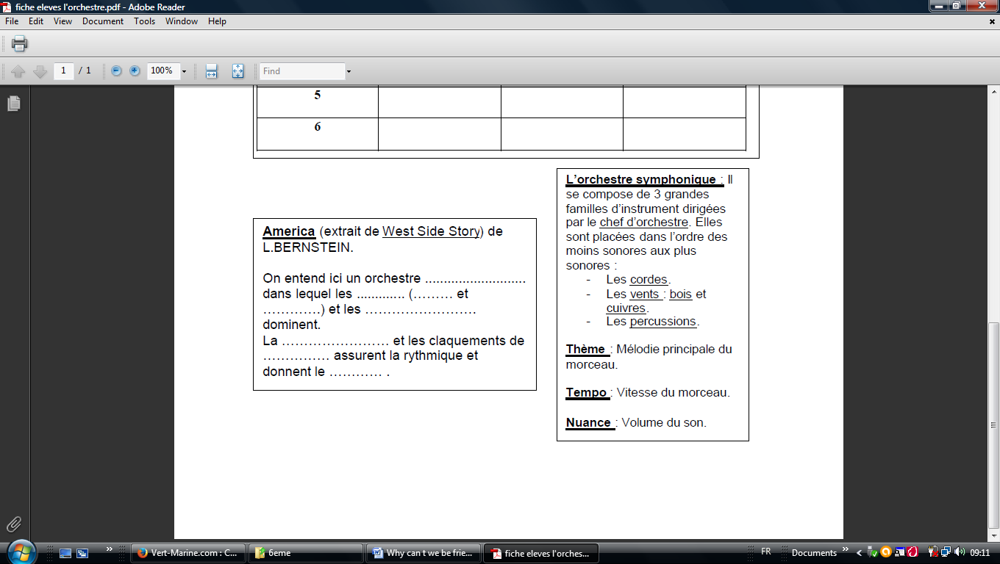 fiche eleves l'orchestre.pdf - Adobe Reader
File Edit View Document Tools Window Help
1 / 1 100% Find
5
6
America (extrait de West Side Story) de
L.BERNSTEIN.
On entend ici un orchestre ...........................
dans lequel les ............. (……… et
………….) et les …………………….
dominent.
La …………………… et les claquements de
…………… assurent la rythmique et
donnent le ………… .
L'orchestre symphonique : Il
se compose de 3 grandes
familles d'instrument dirigées
par le chef d'orchestre. Elles
sont placées dans l'ordre des
moins sonores aux plus
sonores :
- Les cordes.
- Les vents : bois et
cuivres.
- Les percussions.
Thème : Mélodie principale du
morceau.
Tempo : Vitesse du morceau.
Nuance : Volume du son.
Vert-Marine.com : C... 6eme Why can t we be frie... fiche eleves l'orches... FR Documents 09:11